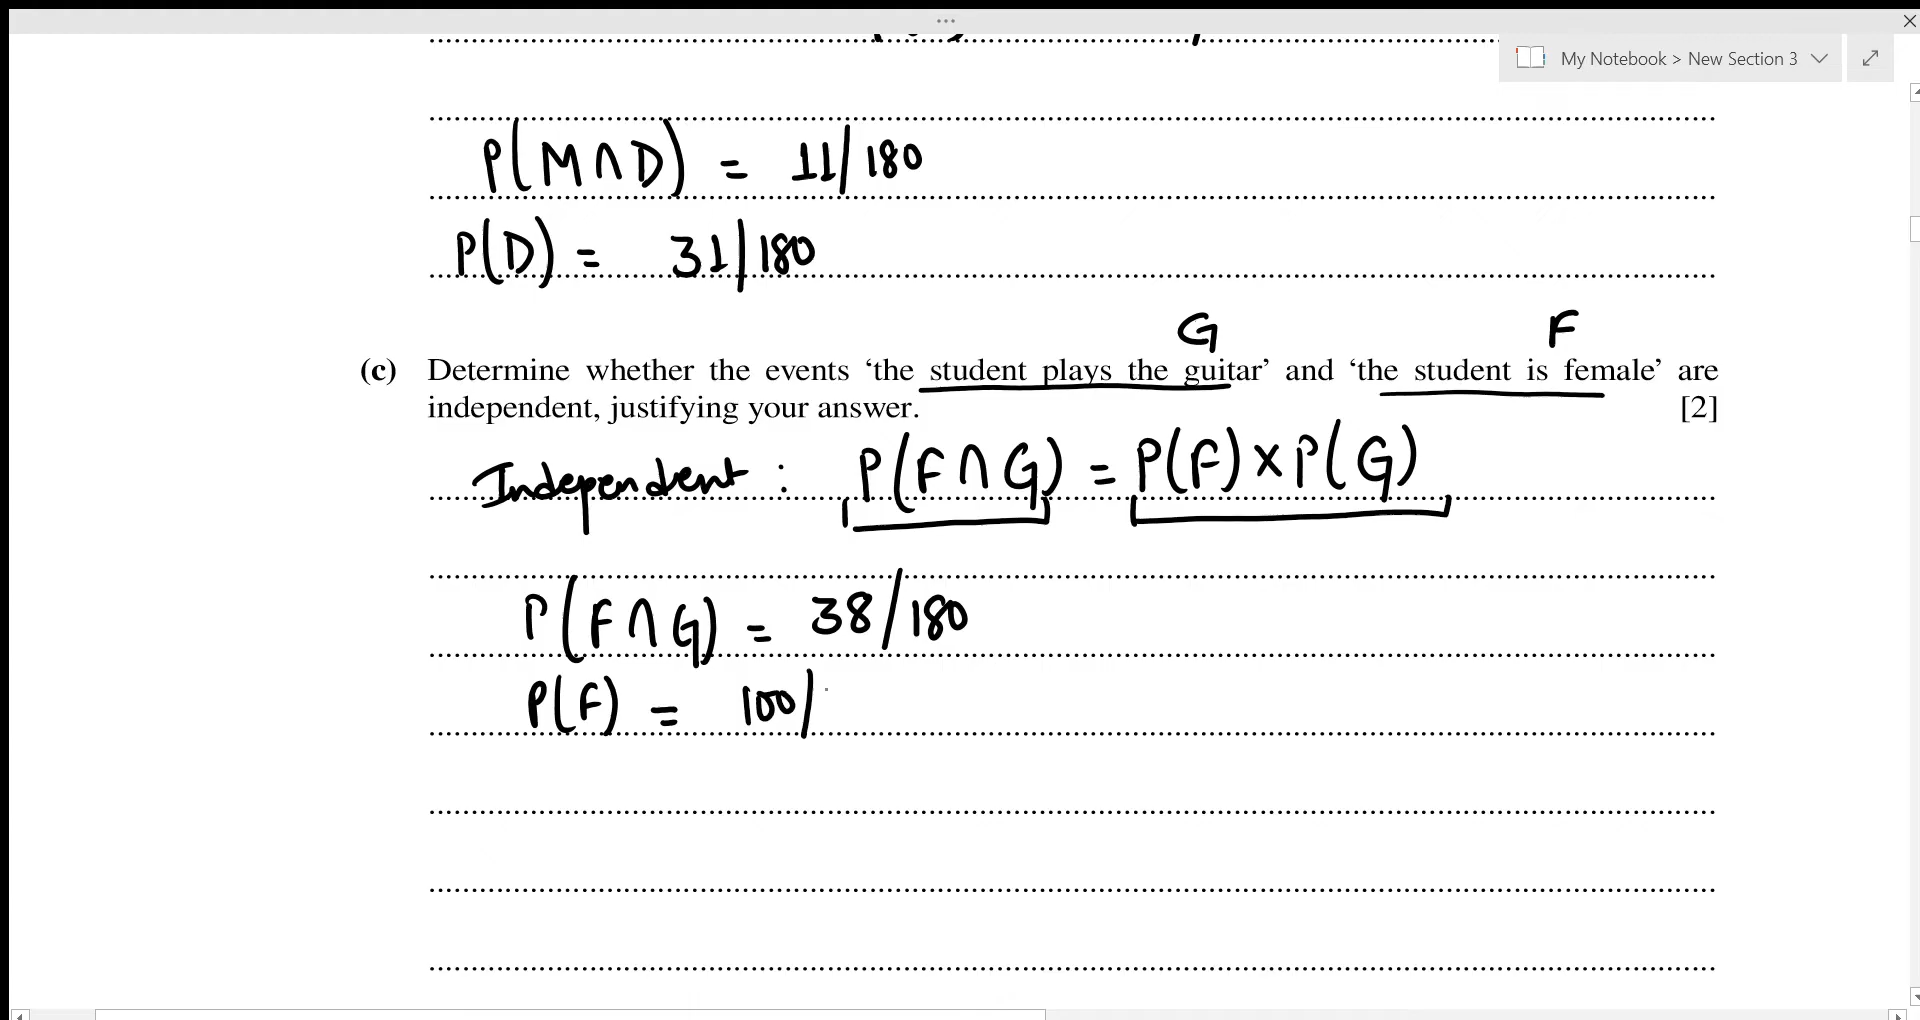 My Notebook > New Section 3
P(M∩D) = 11/180
P(D) = 31/180
G F
(c) Determine whether the events ‘the student plays the guitar’ and ‘the student is female’ are
independent, justifying your answer. [2]
Independent : P(F∩G) = P(F)×P(G)
P(F∩G) = 38/180
P(F) = 100/